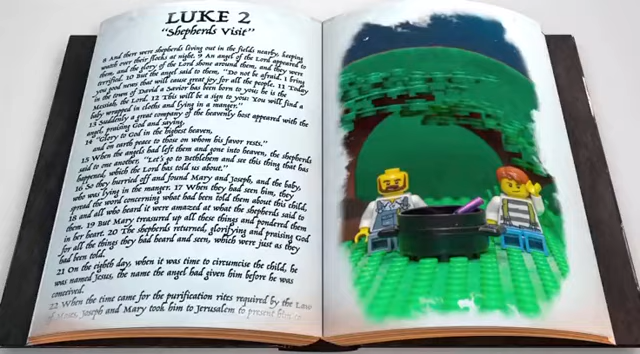 LUKE 2
"Shepherds Visit"
8 And there were shepherds living out in the fields nearby, keeping
watch over their flocks at night. 9 An angel of the Lord appeared to
them, and the glory of the Lord shone around them, and they were
terrified. 10 But the angel said to them, "Do not be afraid. I bring
you good news that will cause great joy for all the people. 11 Today
in the town of David a Savior has been born to you; he is the
Messiah, the Lord. 12 This will be a sign to you: You will find a
baby wrapped in cloths and lying in a manger."
13 Suddenly a great company of the heavenly host appeared with the
angel, praising God and saying,
14 "Glory to God in the highest heaven,
and on earth peace to those on whom his favor rests."
15 When the angels had left them and gone into heaven, the shepherds
said to one another, "Let's go to Bethlehem and see this thing that has
happened, which the Lord has told us about."
16 So they hurried off and found Mary and Joseph, and the baby,
who was lying in the manger. 17 When they had seen him, they
spread the word concerning what had been told them about this child,
18 and all who heard it were amazed at what the shepherds said to
them. 19 But Mary treasured up all these things and pondered them
in her heart. 20 The shepherds returned, glorifying and praising God
for all the things they had heard and seen, which were just as they
had been told.
21 On the eighth day, when it was time to circumcise the child, he
was named Jesus, the name the angel had given him before he was
conceived.
22 When the time came for the purification rites required by the Law
of Moses, Joseph and Mary took him to Jerusalem to present him